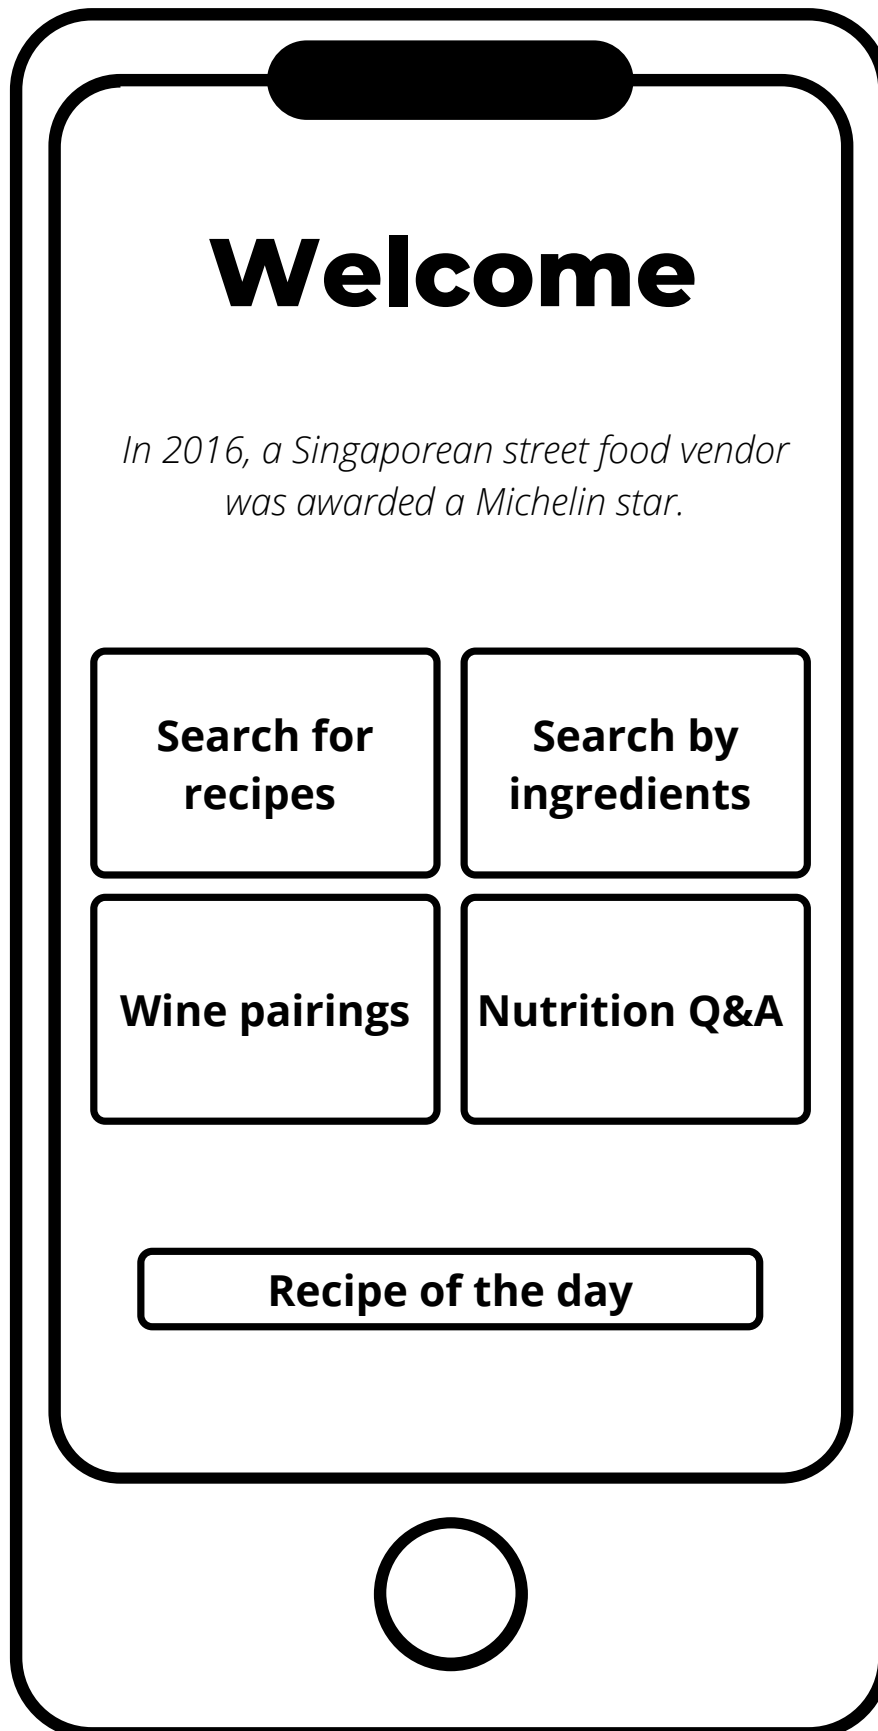 Welcome
In 2016, a Singaporean street food vendor
was awarded a Michelin star.
Search for
recipes
Search by
ingredients
Wine pairings
Nutrition Q&A
Recipe of the day